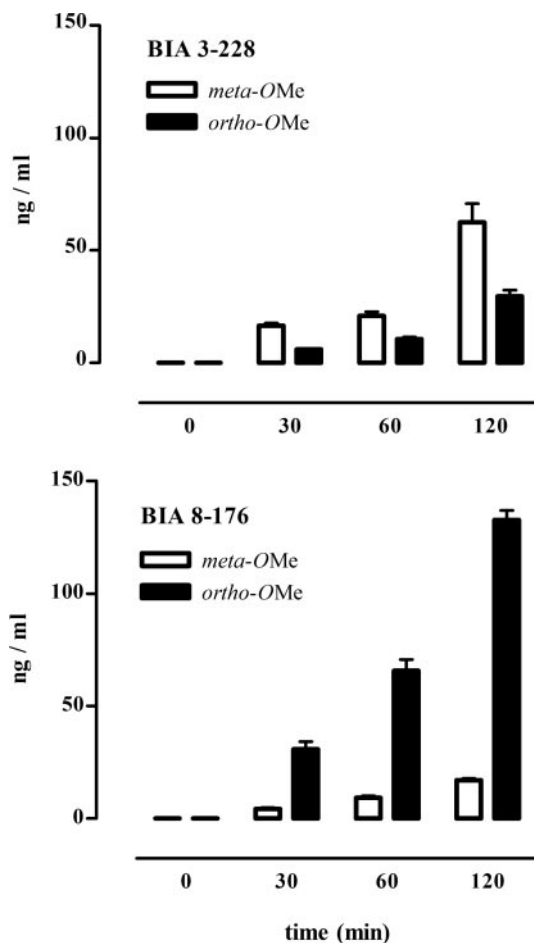 150
BIA 3-228
meta-OMe
ortho-OMe
100
ng / ml
50
0
0 30 60 120
150
BIA 8-176
meta-OMe
ortho-OMe
100
ng / ml
50
0
0 30 60 120
time (min)